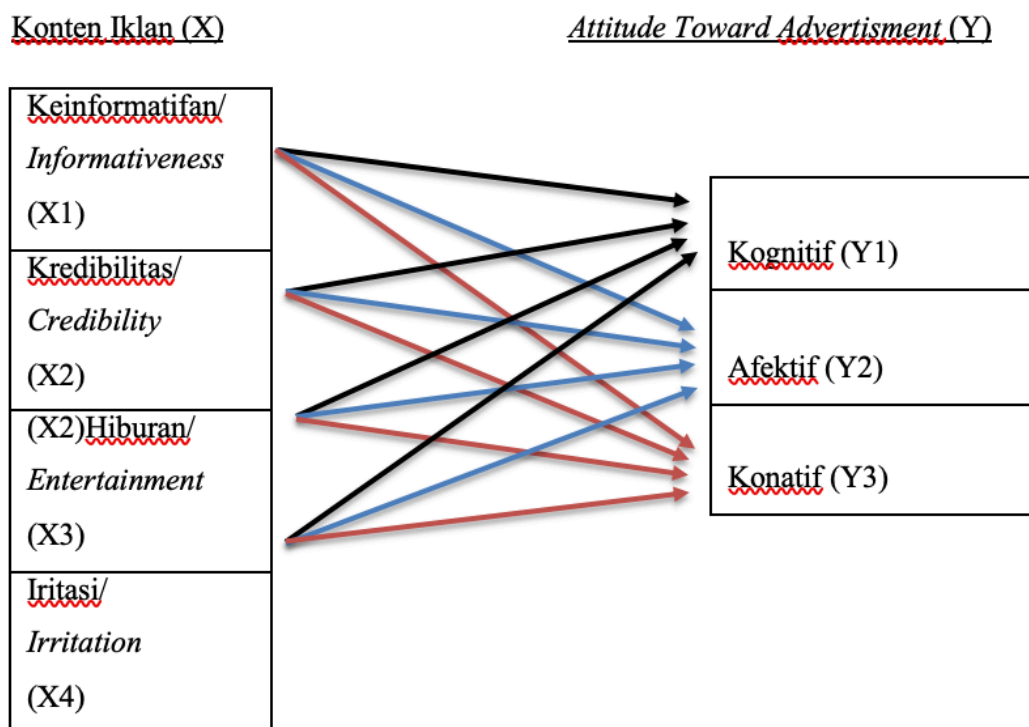 Konten Iklan (X)
Attitude Toward Advertisment (Y)
Keinformatifan/
Informativeness
(X1)
Kredibilitas/
Credibility
(X2)
(X2)Hiburan/
Entertainment
(X3)
Iritasi/
Irritation
(X4)
Kognitif (Y1)
Afektif (Y2)
Konatif (Y3)